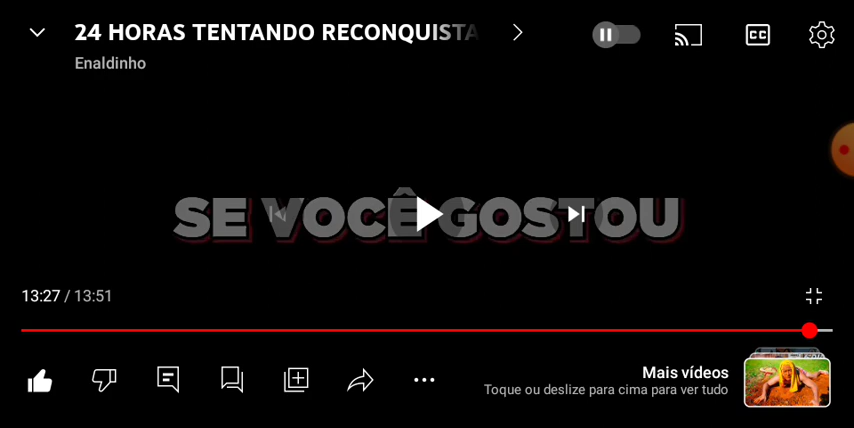 24 HORAS TENTANDO RECONQUISTA
Enaldinho
CC
SE VOCÊ GOSTOU
13:27 / 13:51
Mais vídeos
Toque ou deslize para cima para ver tudo